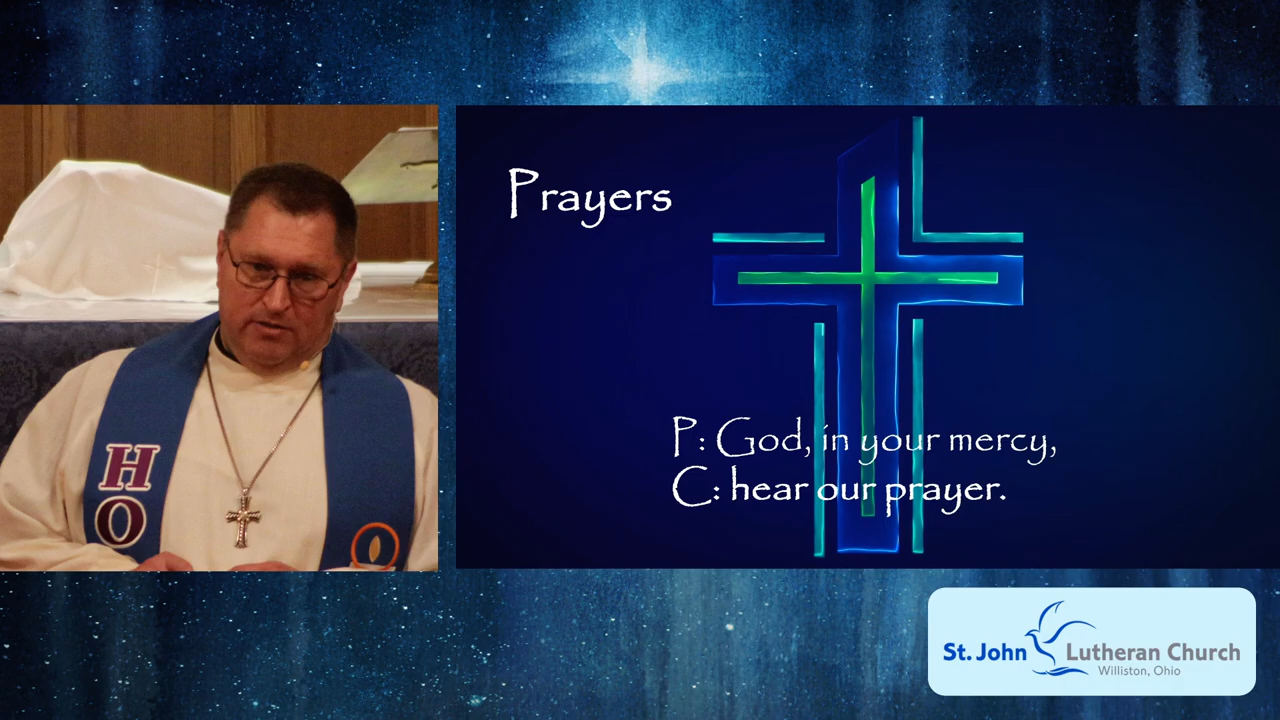 H
O
Prayers
P: God, in your mercy,
C: hear our prayer.
St. John Lutheran Church
Williston, Ohio